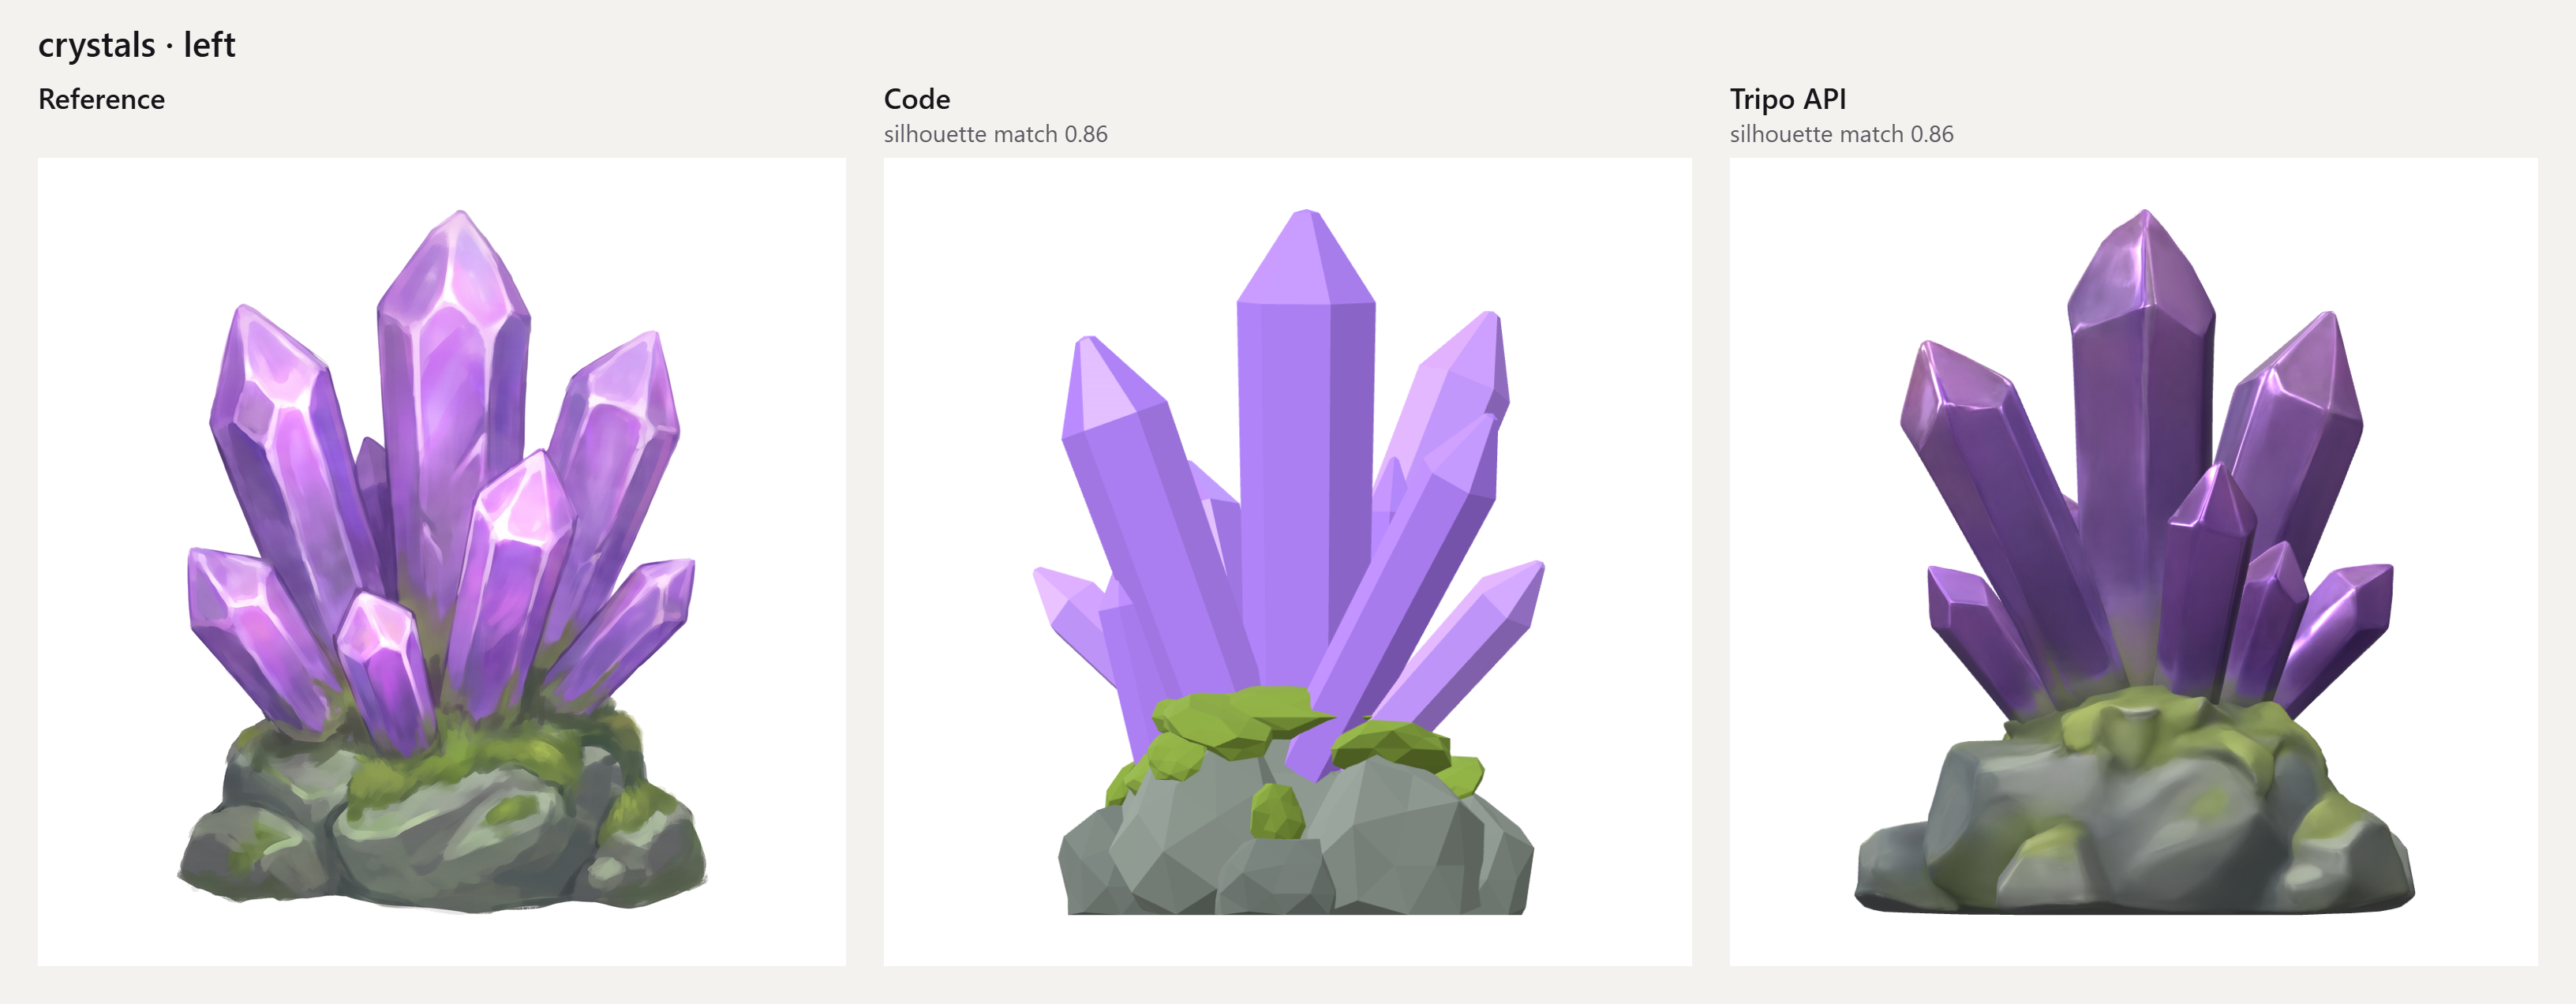 crystals · left
Reference
Code
silhouette match 0.86
Tripo API
silhouette match 0.86